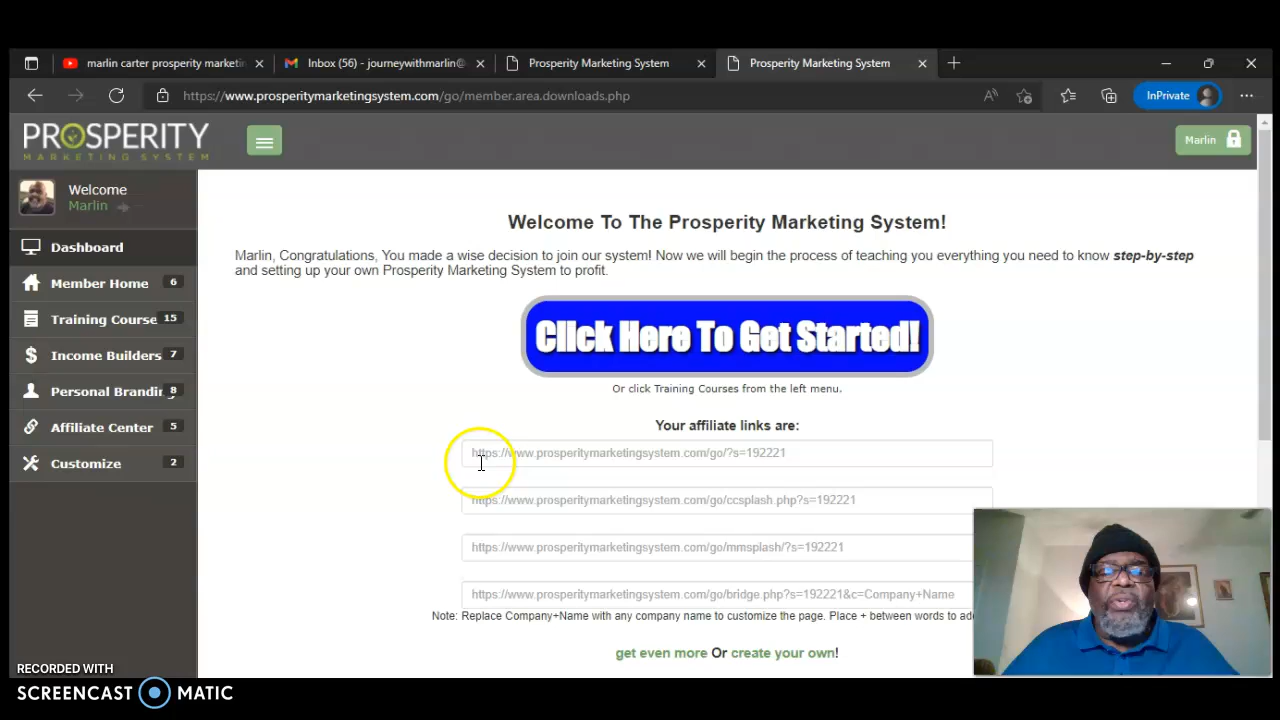 marlin carter prosperity marketin
Inbox (56) - journeywithmarlin@
Prosperity Marketing System
Prosperity Marketing System
https://www.prosperitymarketingsystem.com/go/member.area.downloads.php
InPrivate
PROSPERITY
MARKETING SYSTEM
Marlin
Welcome
Marlin
Dashboard
Member Home 6
Training Course 15
Income Builders 7
Personal Brandin 8
Affiliate Center 5
Customize 2
Welcome To The Prosperity Marketing System!
Marlin, Congratulations, You made a wise decision to join our system! Now we will begin the process of teaching you everything you need to know step-by-step
and setting up your own Prosperity Marketing System to profit.
Click Here To Get Started!
Or click Training Courses from the left menu.
Your affiliate links are:
https://www.prosperitymarketingsystem.com/go/?s=192221
https://www.prosperitymarketingsystem.com/go/ccsplash.php?s=192221
https://www.prosperitymarketingsystem.com/go/mmsplash/?s=192221
https://www.prosperitymarketingsystem.com/go/bridge.php?s=192221&c=Company+Name
Note: Replace Company+Name with any company name to customize the page. Place + between words to ad
get even more Or create your own!
RECORDED WITH
SCREENCAST MATIC